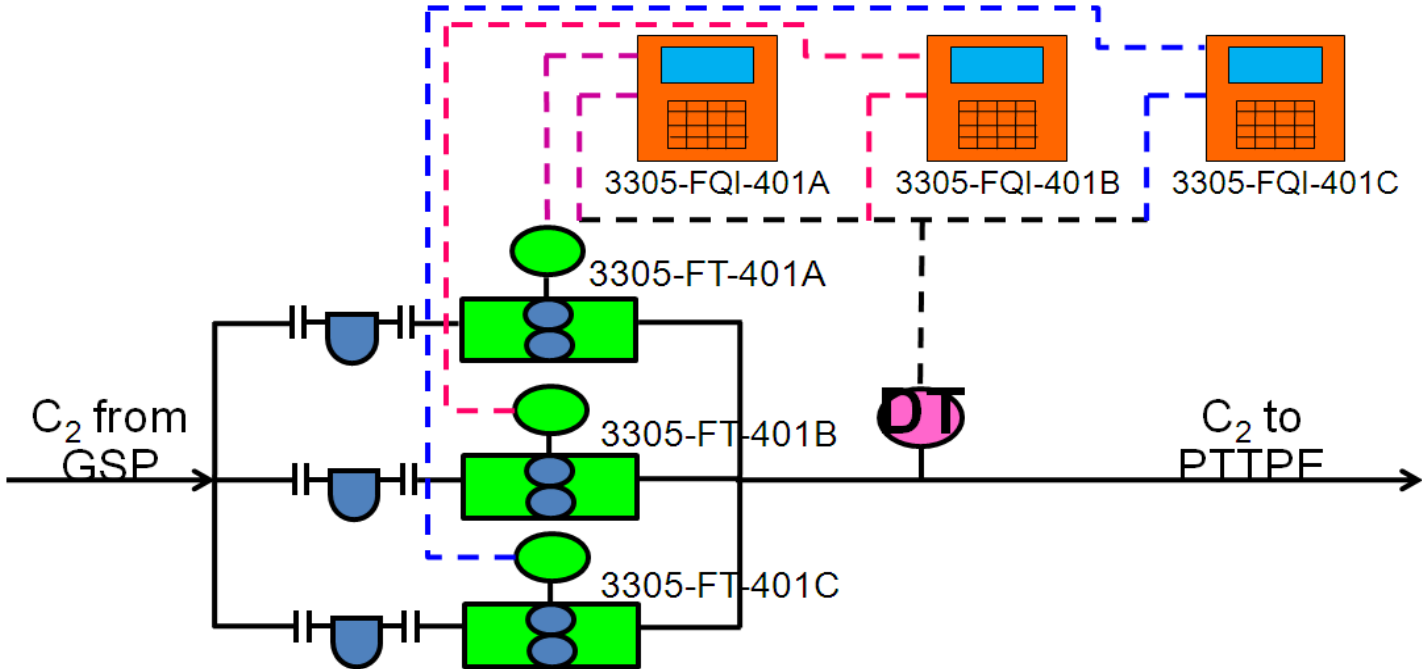 3305-FQI-401A
3305-FQI-401B
3305-FQI-401C
3305-FT-401A
C₂ from
GSP
3305-FT-401B
DT
C₂ to
PTTPE
3305-FT-401C